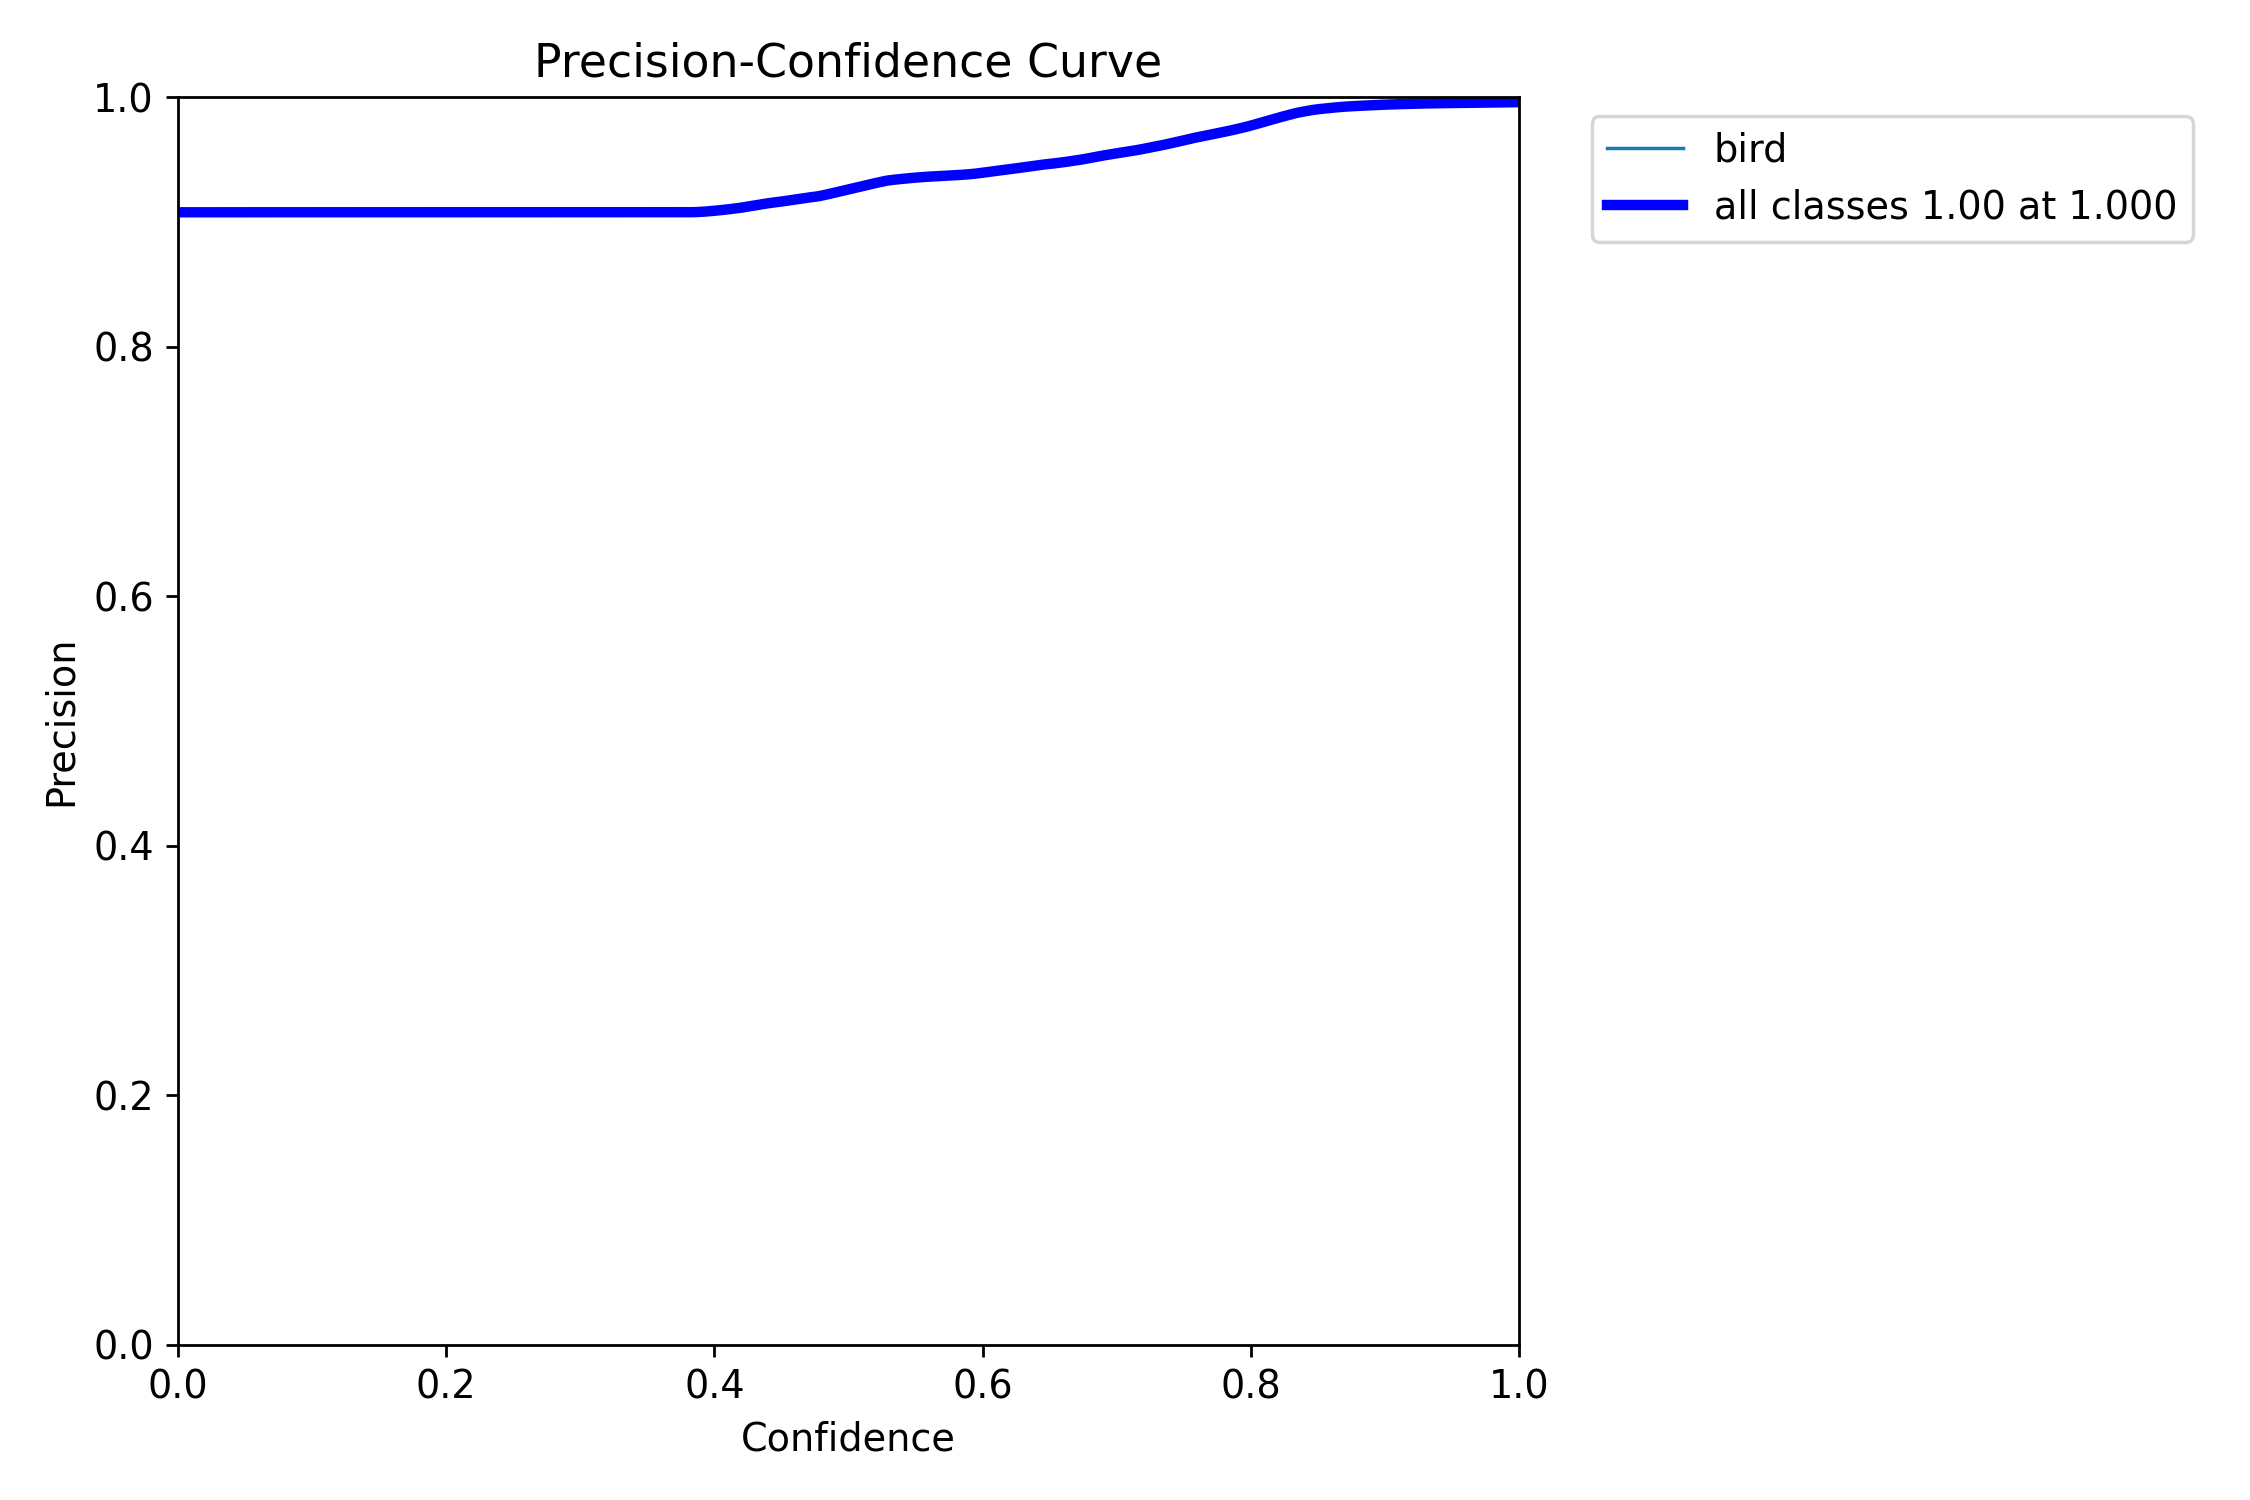 Precision-Confidence Curve
1.0
0.8
0.6
0.4
0.2
0.0
Precision
0.0 0.2 0.4 0.6 0.8 1.0
Confidence
bird
all classes 1.00 at 1.000